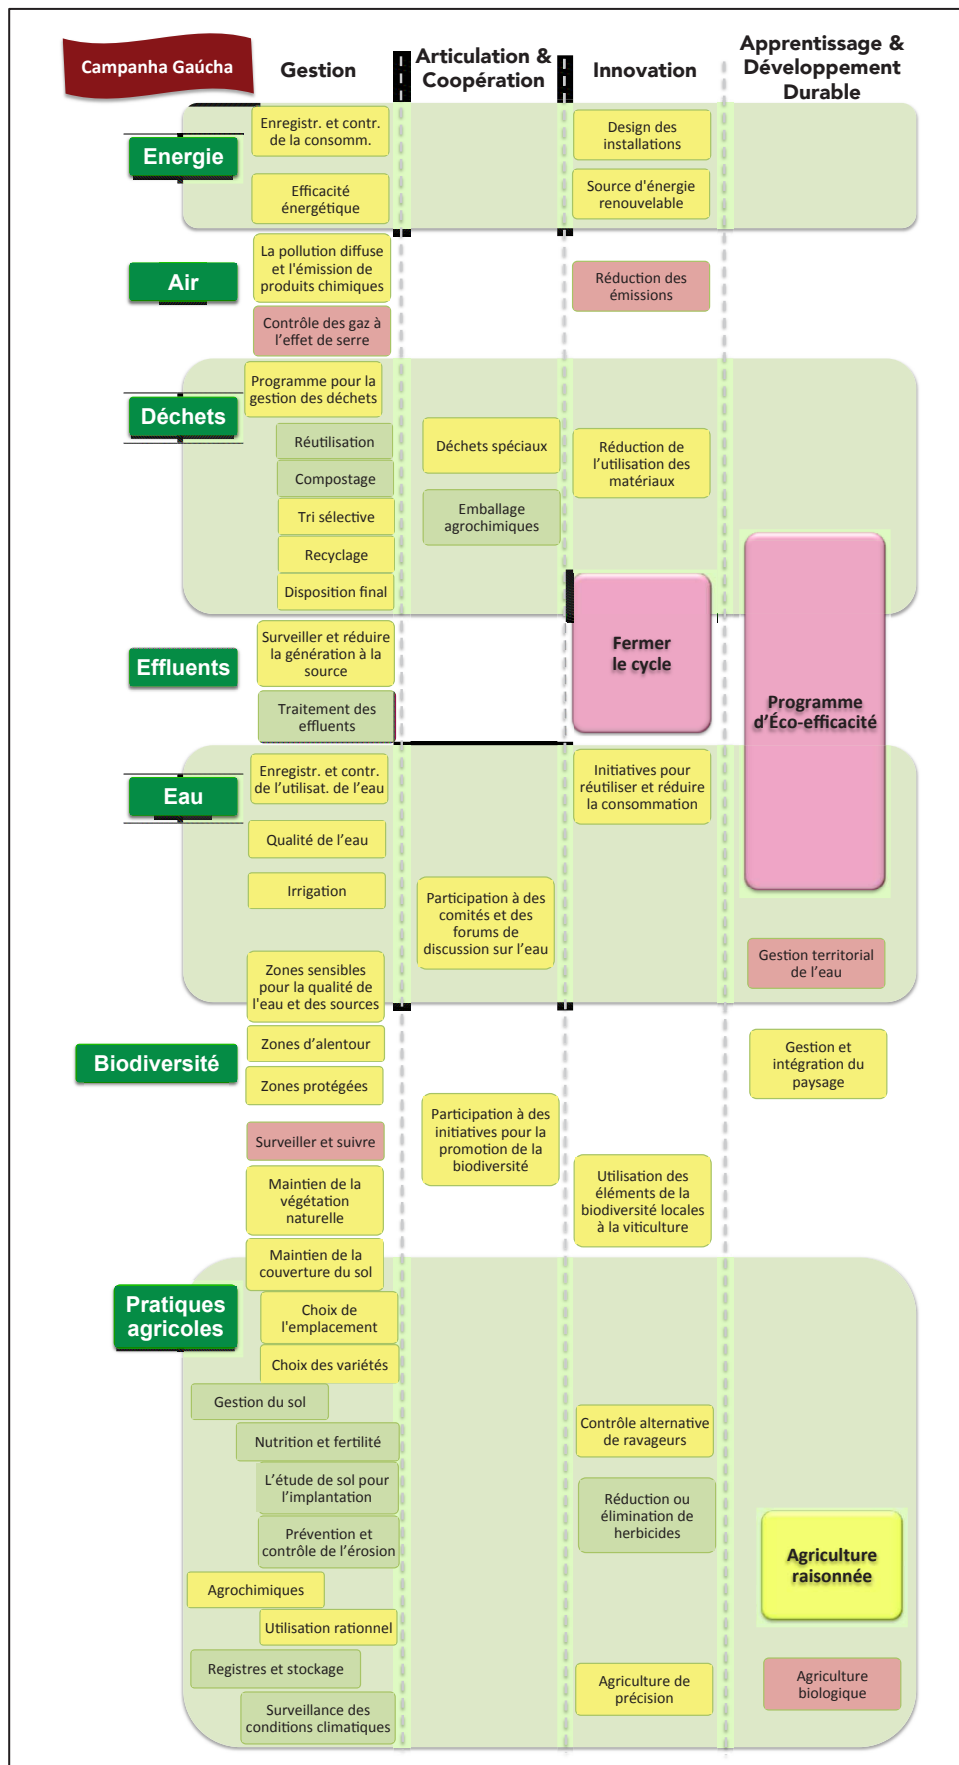 Campanha Gaúcha
Gestion
Articulation &
Coopération
Innovation
Apprentissage &
Développement
Durable
Energie
Enregistr. et contr.
de la consomm.
Efficacité
énergétique
Design des
installations
Source d'énergie
renouvelable
Air
La pollution diffuse
et l'émission de
produits chimiques
Contrôle des gaz à
l'effet de serre
Réduction des
émissions
Déchets
Programme pour la
gestion des déchets
Réutilisation
Compostage
Tri sélective
Recyclage
Disposition final
Déchets spéciaux
Emballage
agrochimiques
Réduction de
l'utilisation des
matériaux
Effluents
Surveiller et réduire
la génération à la
source
Traitement des
effluents
Fermer
le cycle
Programme
d'Éco-efficacité
Eau
Enregistr. et contr.
de l'utilisat. de l'eau
Qualité de l'eau
Irrigation
Zones sensibles
pour la qualité de
l'eau et des sources
Participation à des
comités et des
forums de
discussion sur l'eau
Initiatives pour
réutiliser et réduire
la consommation
Gestion territorial
de l'eau
Biodiversité
Zones d'alentour
Zones protégées
Surveiller et suivre
Maintien de la
végétation
naturelle
Participation à des
initiatives pour la
promotion de la
biodiversité
Utilisation des
éléments de la
biodiversité locales
à la viticulture
Gestion et
intégration du
paysage
Pratiques
agricoles
Maintien de la
couverture du sol
Choix de
l'emplacement
Choix des variétés
Gestion du sol
Nutrition et fertilité
L'étude de sol pour
l'implantation
Prévention et
contrôle de l'érosion
Agrochimiques
Utilisation rationnel
Registres et stockage
Surveillance des
conditions climatiques
Contrôle alternative
de ravageurs
Réduction ou
élimination de
herbicides
Agriculture de
précision
Agriculture
raisonnée
Agriculture
biologique